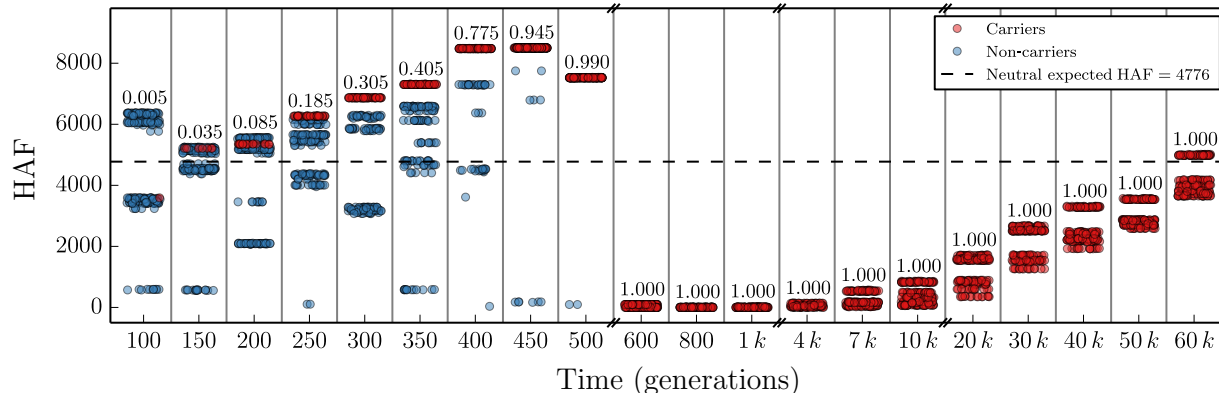 Carriers
Non-carriers
Neutral expected HAF = 4776
HAF
8000
6000
4000
2000
0
0.005
0.035
0.085
0.185
0.305
0.405
0.775
0.945
0.990
1.000
1.000
1.000
1.000
1.000
1.000
1.000
1.000
1.000
1.000
1.000
100
150
200
250
300
350
400
450
500
600
800
1 k
4 k
7 k
10 k
20 k
30 k
40 k
50 k
60 k
Time (generations)